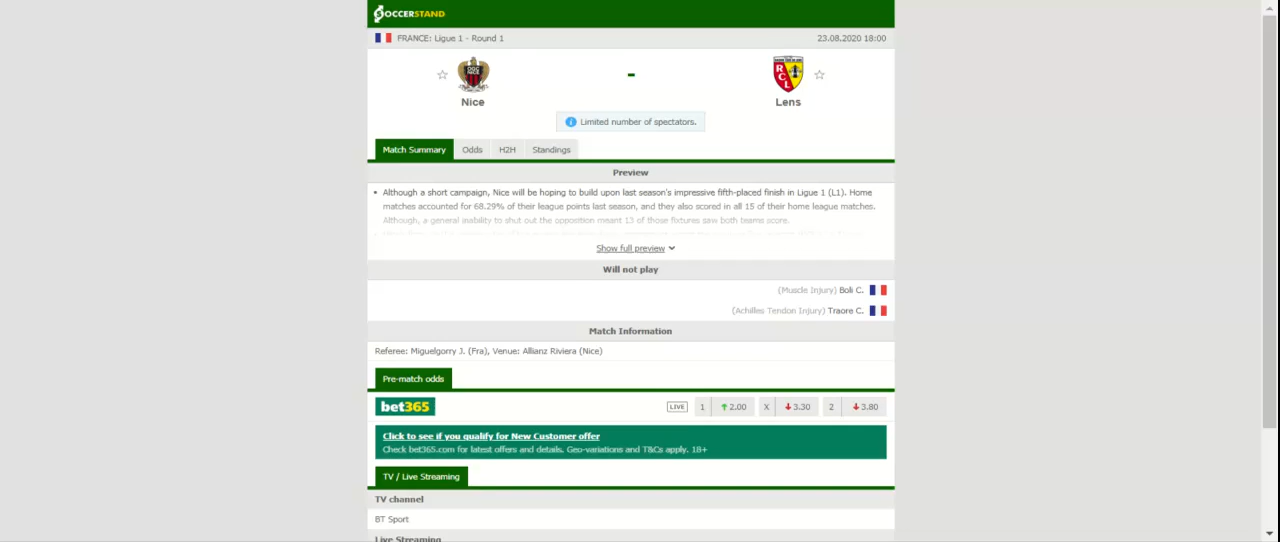 SOCCERSTAND
FRANCE: Ligue 1 - Round 1
23.08.2020 18:00
OGC NICE
RCL
Nice
-
Lens
Limited number of spectators.
Match Summary
Odds
H2H
Standings
Preview
• Although a short campaign, Nice will be hoping to build upon last season's impressive fifth-placed finish in Ligue 1 (L1). Home
matches accounted for 68.29% of their league points last season, and they also scored in all 15 of their home league matches.
Although, a general inability to shut out the opposition meant 13 of those fixtures saw both teams score.
Show full preview
Will not play
(Muscle Injury) Boli C.
(Achilles Tendon Injury) Traore C.
Match Information
Referee: Miguelgorry J. (Fra), Venue: Allianz Riviera (Nice)
Pre-match odds
bet365
LIVE
1 2.00
X 3.30
2 3.80
Click to see if you qualify for New Customer offer
Check bet365.com for latest offers and details. Geo-variations and T&Cs apply. 18+
TV / Live Streaming
TV channel
BT Sport
Live Streaming